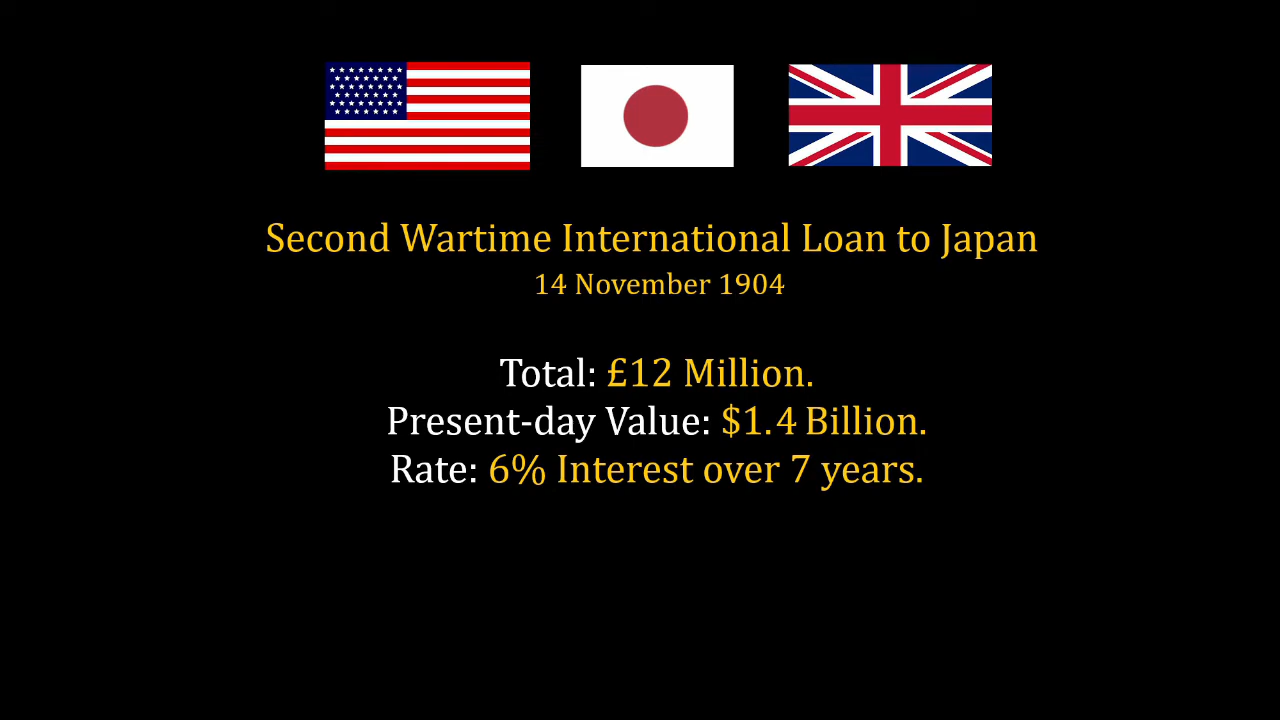 Second Wartime International Loan to Japan
14 November 1904
Total: £12 Million.
Present-day Value: $1.4 Billion.
Rate: 6% Interest over 7 years.